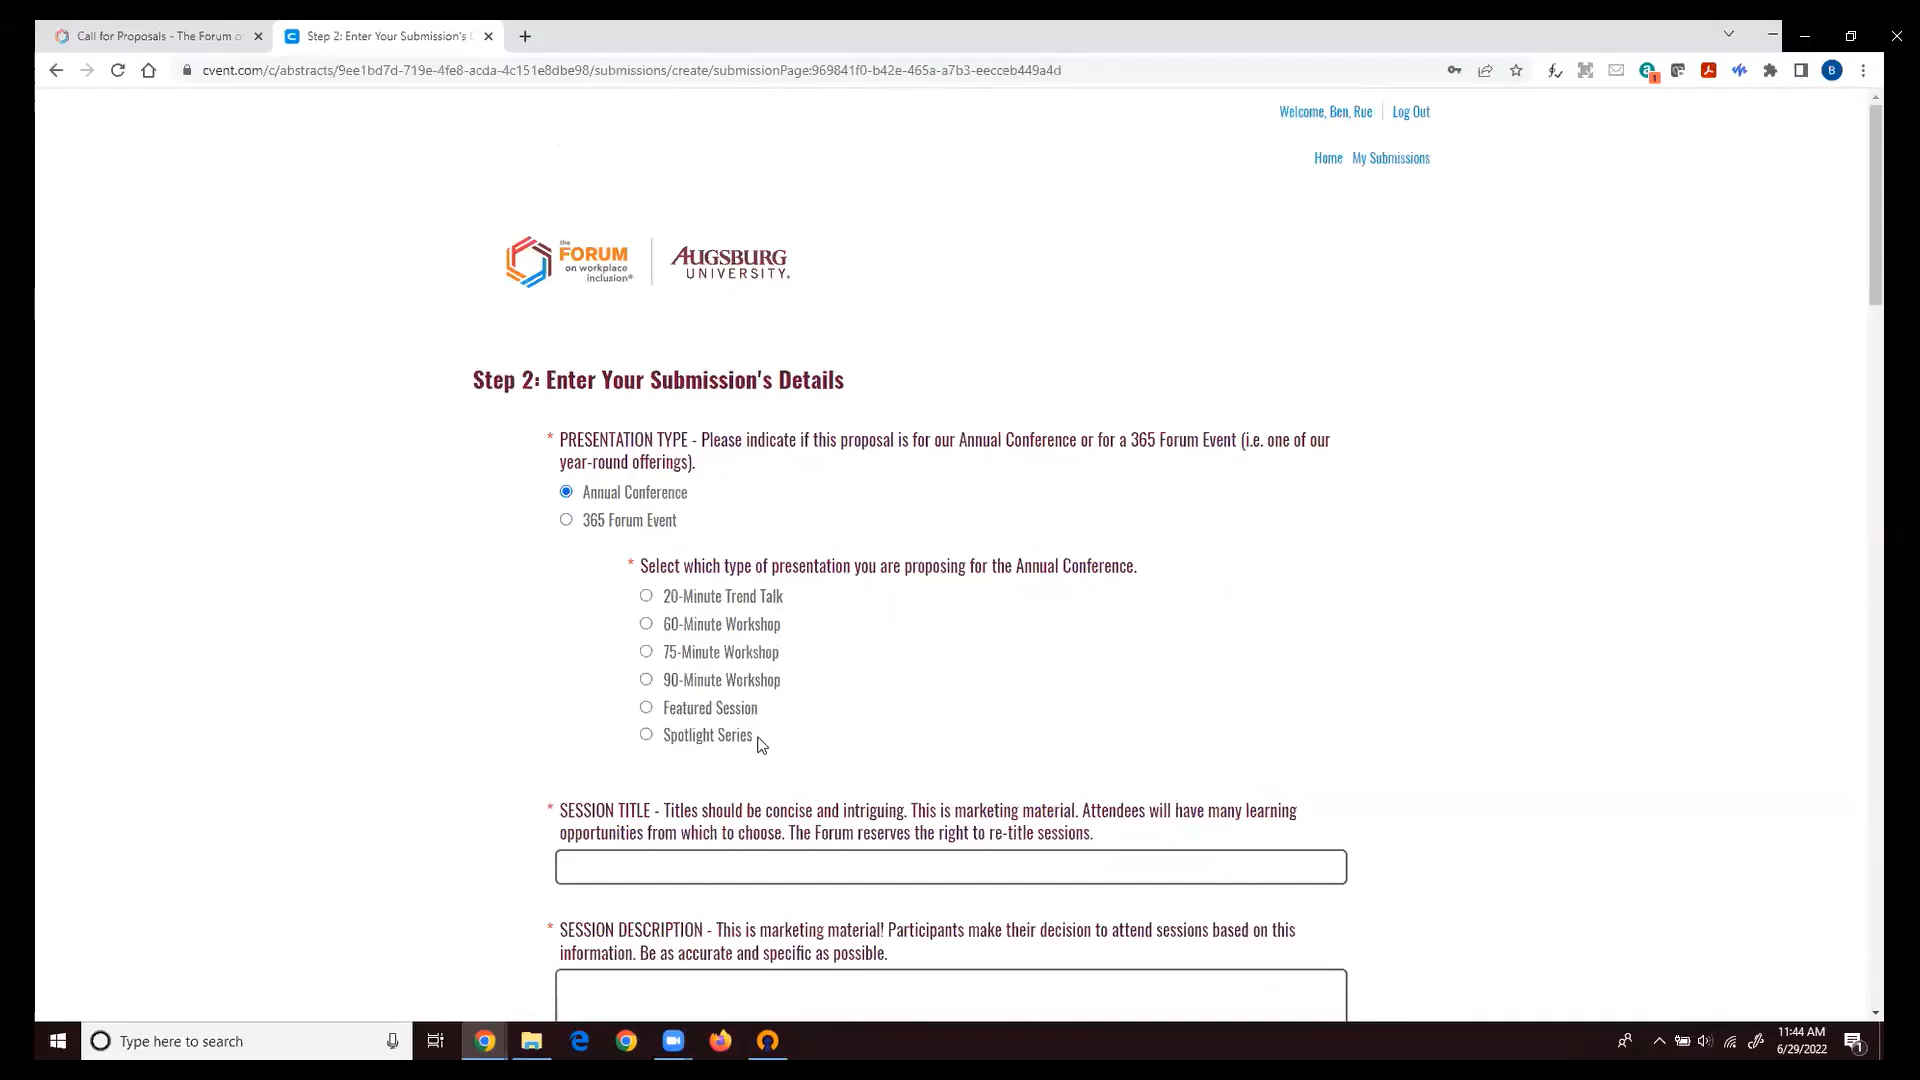 Call for Proposals - The Forum o
Step 2: Enter Your Submission's
cvent.com/c/abstracts/9ee1bd7d-719e-4fe8-acda-4c151e8dbe98/submissions/create/submissionPage:969841f0-b42e-465a-a7b3-eecceb449a4d
1
B
Welcome, Ben, Rue
Log Out
Home My Submissions
the
FORUM
on workplace
inclusion®
AUGSBURG
UNIVERSITY.
Step 2: Enter Your Submission's Details
* PRESENTATION TYPE - Please indicate if this proposal is for our Annual Conference or for a 365 Forum Event (i.e. one of our
year-round offerings).
Annual Conference
365 Forum Event
* Select which type of presentation you are proposing for the Annual Conference.
20-Minute Trend Talk
60-Minute Workshop
75-Minute Workshop
90-Minute Workshop
Featured Session
Spotlight Series
* SESSION TITLE - Titles should be concise and intriguing. This is marketing material. Attendees will have many learning
opportunities from which to choose. The Forum reserves the right to re-title sessions.
* SESSION DESCRIPTION - This is marketing material! Participants make their decision to attend sessions based on this
information. Be as accurate and specific as possible.
Type here to search
11:44 AM
6/29/2022
1